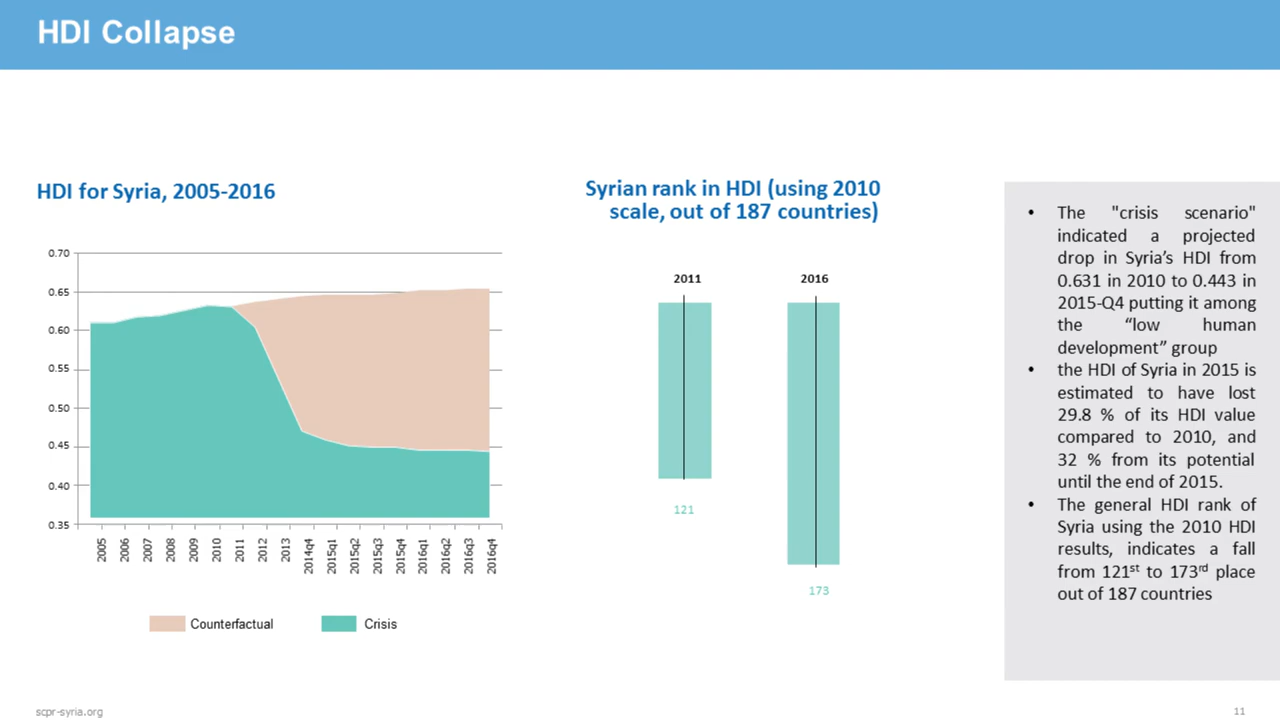 HDI Collapse
HDI for Syria, 2005-2016
0.70
0.65
0.60
0.55
0.50
0.45
0.40
0.35
2005
2006
2007
2008
2009
2010
2011
2012
2013
2014q4
2015q1
2015q2
2015q3
2015q4
2016q1
2016q2
2016q3
2016q4
Counterfactual
Crisis
Syrian rank in HDI (using 2010
scale, out of 187 countries)
2011
2016
121
173
• The "crisis scenario"
indicated a projected
drop in Syria’s HDI from
0.631 in 2010 to 0.443 in
2015-Q4 putting it among
the “low human
development” group
• the HDI of Syria in 2015 is
estimated to have lost
29.8 % of its HDI value
compared to 2010, and
32 % from its potential
until the end of 2015.
• The general HDI rank of
Syria using the 2010 HDI
results, indicates a fall
from 121st to 173rd place
out of 187 countries
scpr-syria.org
11